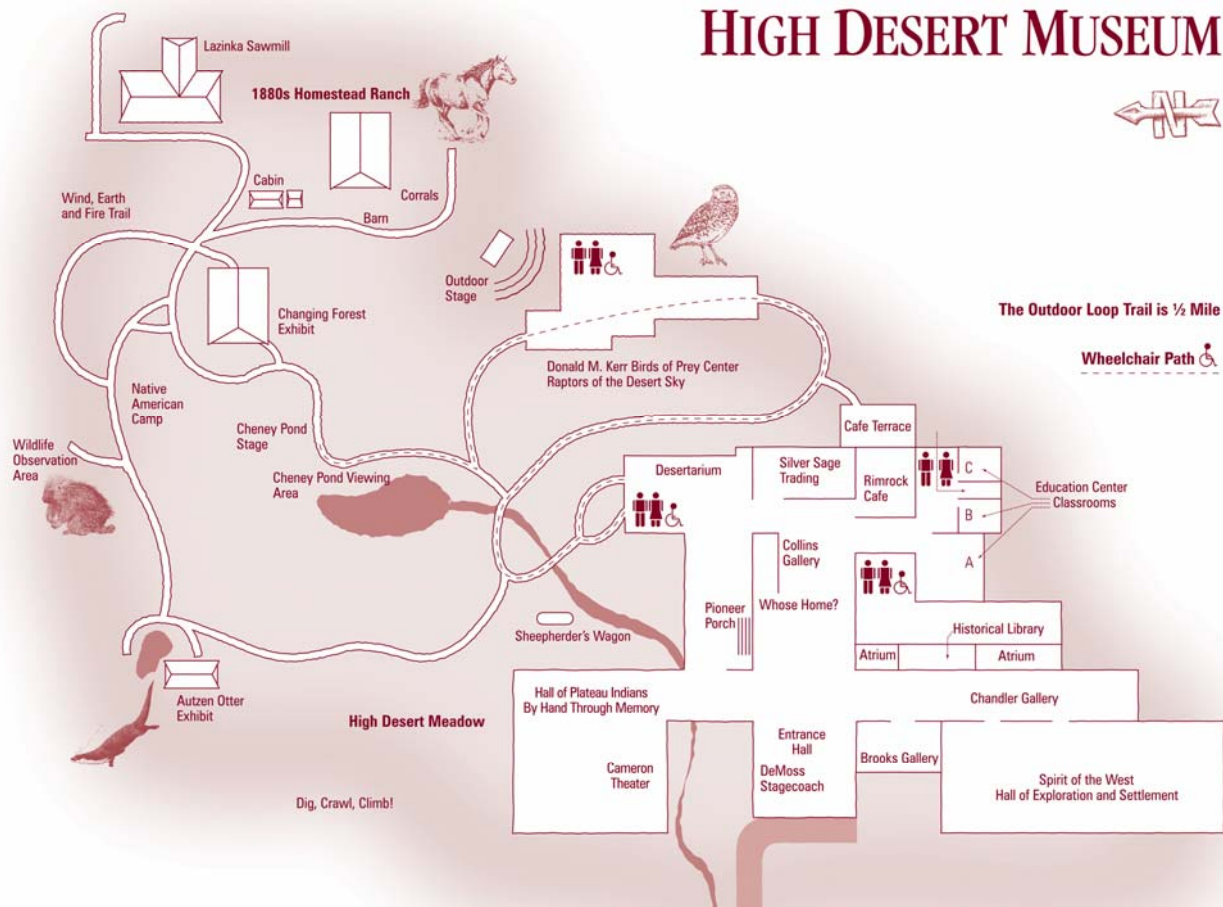 HIGH DESERT MUSEUM
N
Lazinka Sawmill
1880s Homestead Ranch
Cabin
Corrals
Barn
Wind, Earth
and Fire Trail
Outdoor
Stage
Changing Forest
Exhibit
The Outdoor Loop Trail is ½ Mile
Wheelchair Path
Donald M. Kerr Birds of Prey Center
Raptors of the Desert Sky
Native
American
Camp
Cheney Pond
Stage
Wildlife
Observation
Area
Cheney Pond Viewing
Area
Cafe Terrace
Desertarium
Silver Sage
Trading
Rimrock
Cafe
C
B
A
Education Center
Classrooms
Collins
Gallery
Whose Home?
Pioneer
Porch
Historical Library
Atrium
Atrium
Sheepherder's Wagon
Autzen Otter
Exhibit
High Desert Meadow
Hall of Plateau Indians
By Hand Through Memory
Chandler Gallery
Entrance
Hall
DeMoss
Stagecoach
Brooks Gallery
Cameron
Theater
Spirit of the West
Hall of Exploration and Settlement
Dig, Crawl, Climb!